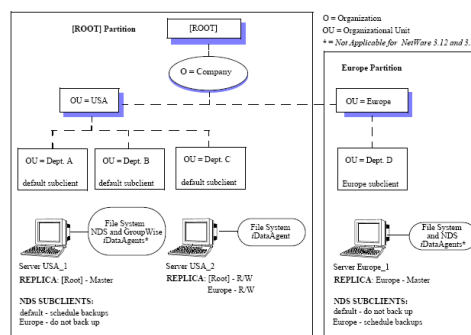 [ROOT] Partition
[ROOT]
O = Organization
OU = Organizational Unit
* = Not Applicable for NetWare 3.12 and 3.
O = Company
Europe Partition
OU = USA
OU = Europe
OU = Dept. A
default subclient
OU = Dept. B
default subclient
OU = Dept. C
default subclient
OU = Dept. D
Europe subclient
File System
NDS and GroupWise
iDataAgents*
File System
iDataAgent
File System
and NDS
iDataAgents*
Server USA_1
REPLICA: [Root] - Master
NDS SUBCLIENTS:
default - schedule backups
Europe - do not back up
Server USA_2
REPLICA: [Root] - R/W
Europe - R/W
Server Europe_1
REPLICA: Europe - Master
NDS SUBCLIENTS:
default - do not back up
Europe - schedule backups